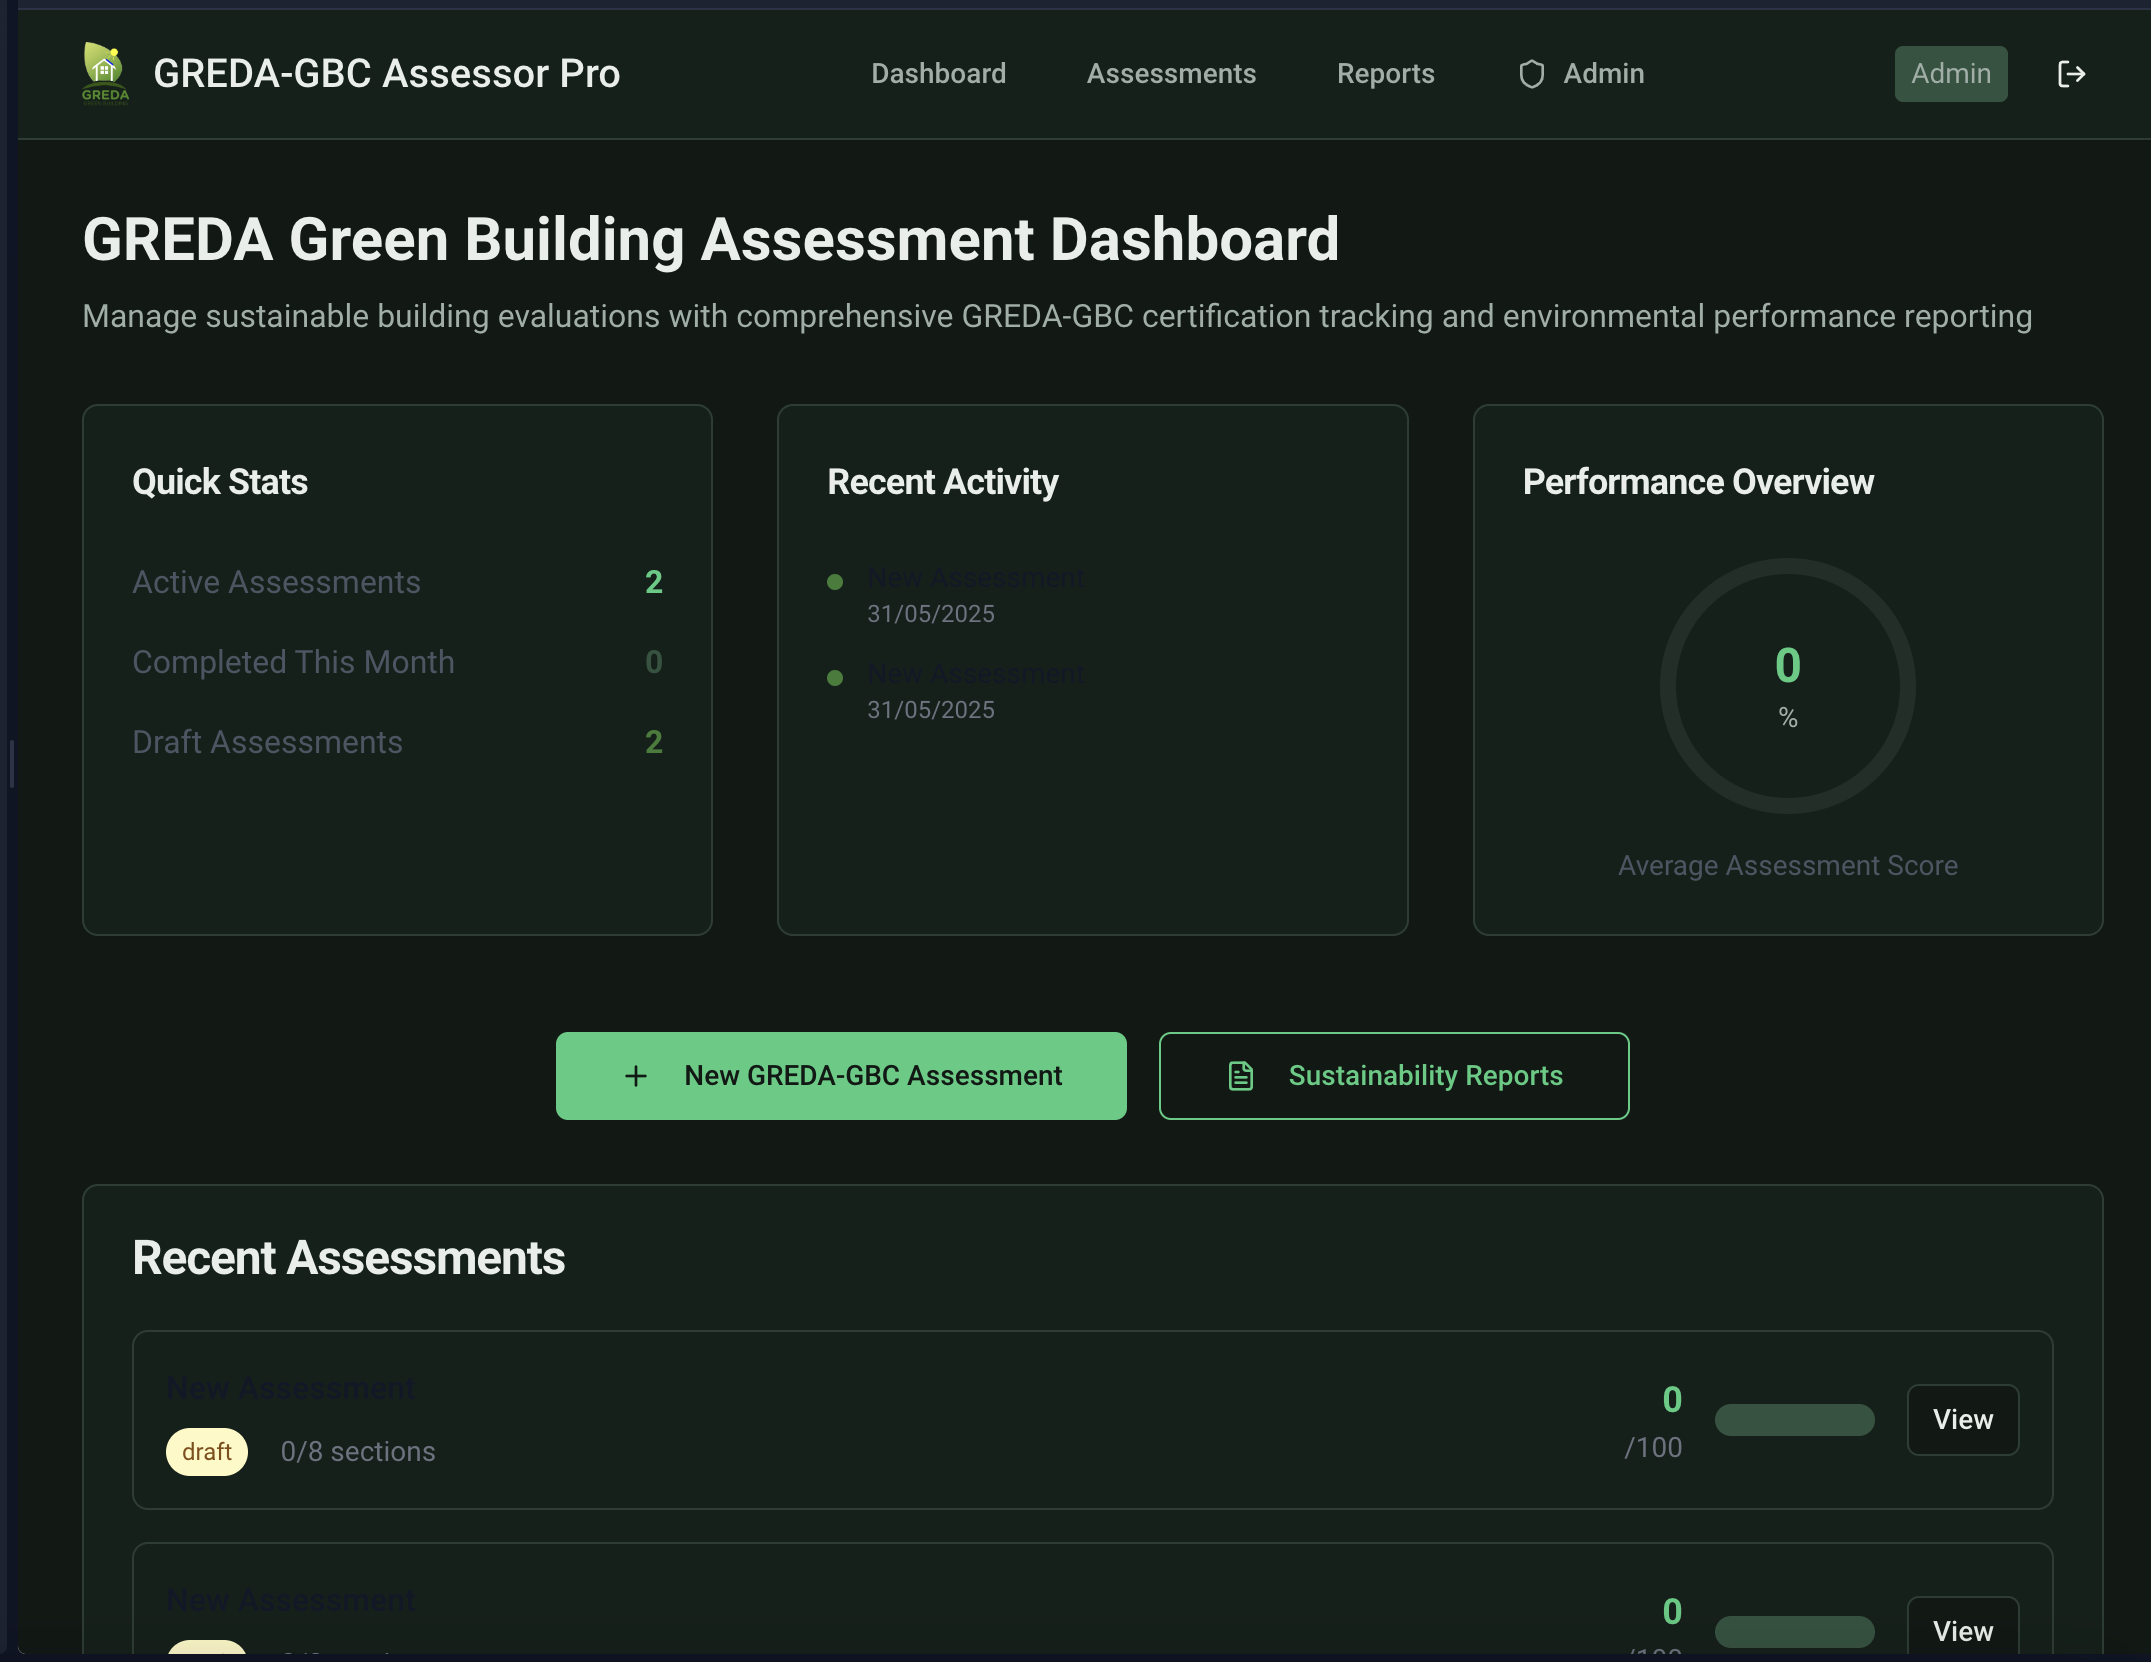 GREDA
GREDA-GBC Assessor Pro
Dashboard
Assessments
Reports
Admin
Admin
GREDA Green Building Assessment Dashboard
Manage sustainable building evaluations with comprehensive GREDA-GBC certification tracking and environmental performance reporting
Quick Stats
Active Assessments 2
Completed This Month 0
Draft Assessments 2
Recent Activity
New Assessment
31/05/2025
New Assessment
31/05/2025
Performance Overview
0
%
Average Assessment Score
New GREDA-GBC Assessment
Sustainability Reports
Recent Assessments
New Assessment
draft 0/8 sections
0
/100
View
New Assessment
0
View